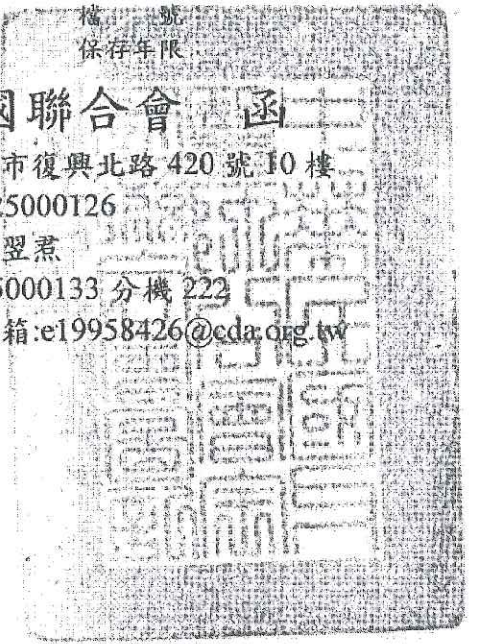 檔 號
保存年限:
國聯合會 函
市復興北路 420 號 10 樓
25000126
翌焄
5000133 分機 222
箱:e19958426@cda.org.tw